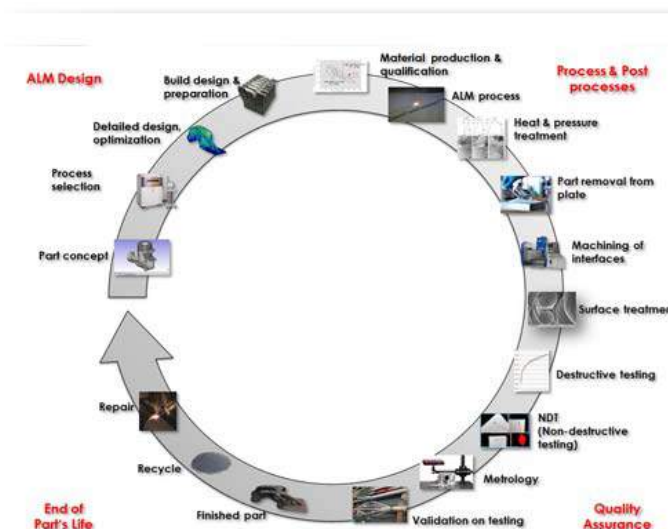 ALM Design
Process & Post
processes
Material production &
qualification
Build design &
preparation
ALM process
Detailed design,
optimization
Heat & pressure
treatment
Process
selection
Part removal from
plate
Part concept
Machining of
interfaces
Surface treatmen
Destructive testing
NDT
(Non-destructive
testing)
Repair
Recycle
Metrology
Finished part
Validation on testing
End of
Part's Life
Quality
Assurance